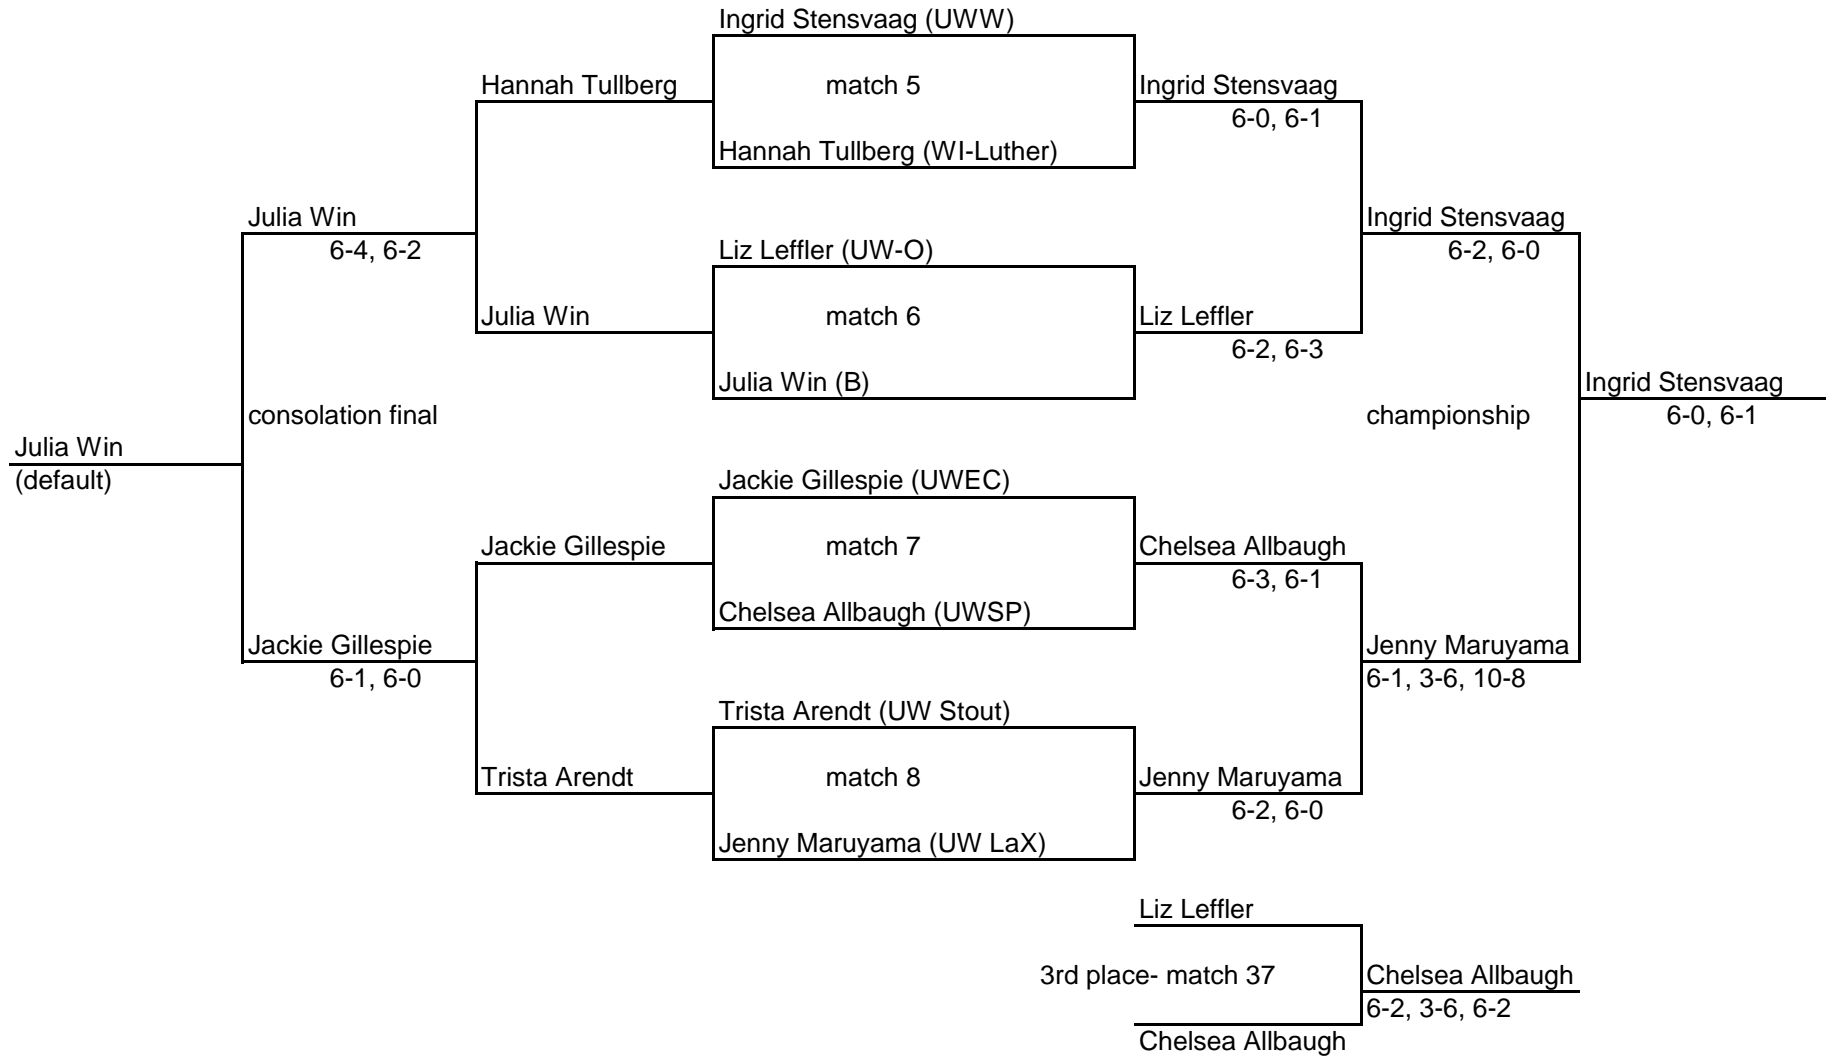 Ingrid Stensvaag (UWW)
Hannah Tullberg
match 5
Ingrid Stensvaag
6-0, 6-1
Hannah Tullberg (WI-Luther)
Julia Win
6-4, 6-2
Ingrid Stensvaag
6-2, 6-0
Liz Leffler (UW-O)
Julia Win
match 6
Liz Leffler
6-2, 6-3
Julia Win (B)
Ingrid Stensvaag
6-0, 6-1
consolation final
championship
Julia Win
(default)
Jackie Gillespie (UWEC)
Jackie Gillespie
match 7
Chelsea Allbaugh
6-3, 6-1
Chelsea Allbaugh (UWSP)
Jackie Gillespie
6-1, 6-0
Jenny Maruyama
6-1, 3-6, 10-8
Trista Arendt (UW Stout)
Trista Arendt
match 8
Jenny Maruyama
6-2, 6-0
Jenny Maruyama (UW LaX)
Liz Leffler
3rd place- match 37
Chelsea Allbaugh
6-2, 3-6, 6-2
Chelsea Allbaugh